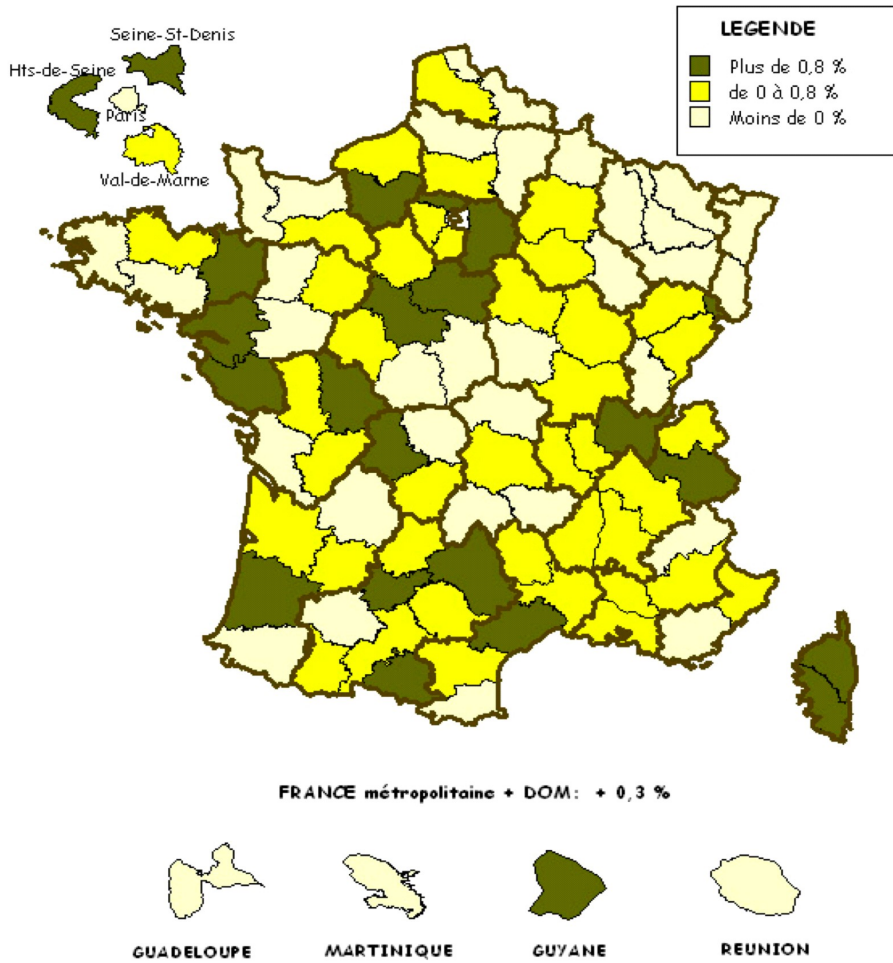 Seine-St-Denis
Hts-de-Seine
Paris
Val-de-Marne
LEGENDE
Plus de 0,8 %
de 0 à 0,8 %
Moins de 0 %
FRANCE métropolitaine + DOM: + 0,3 %
GUADELOUPE
MARTINIQUE
GUYANE
REUNION